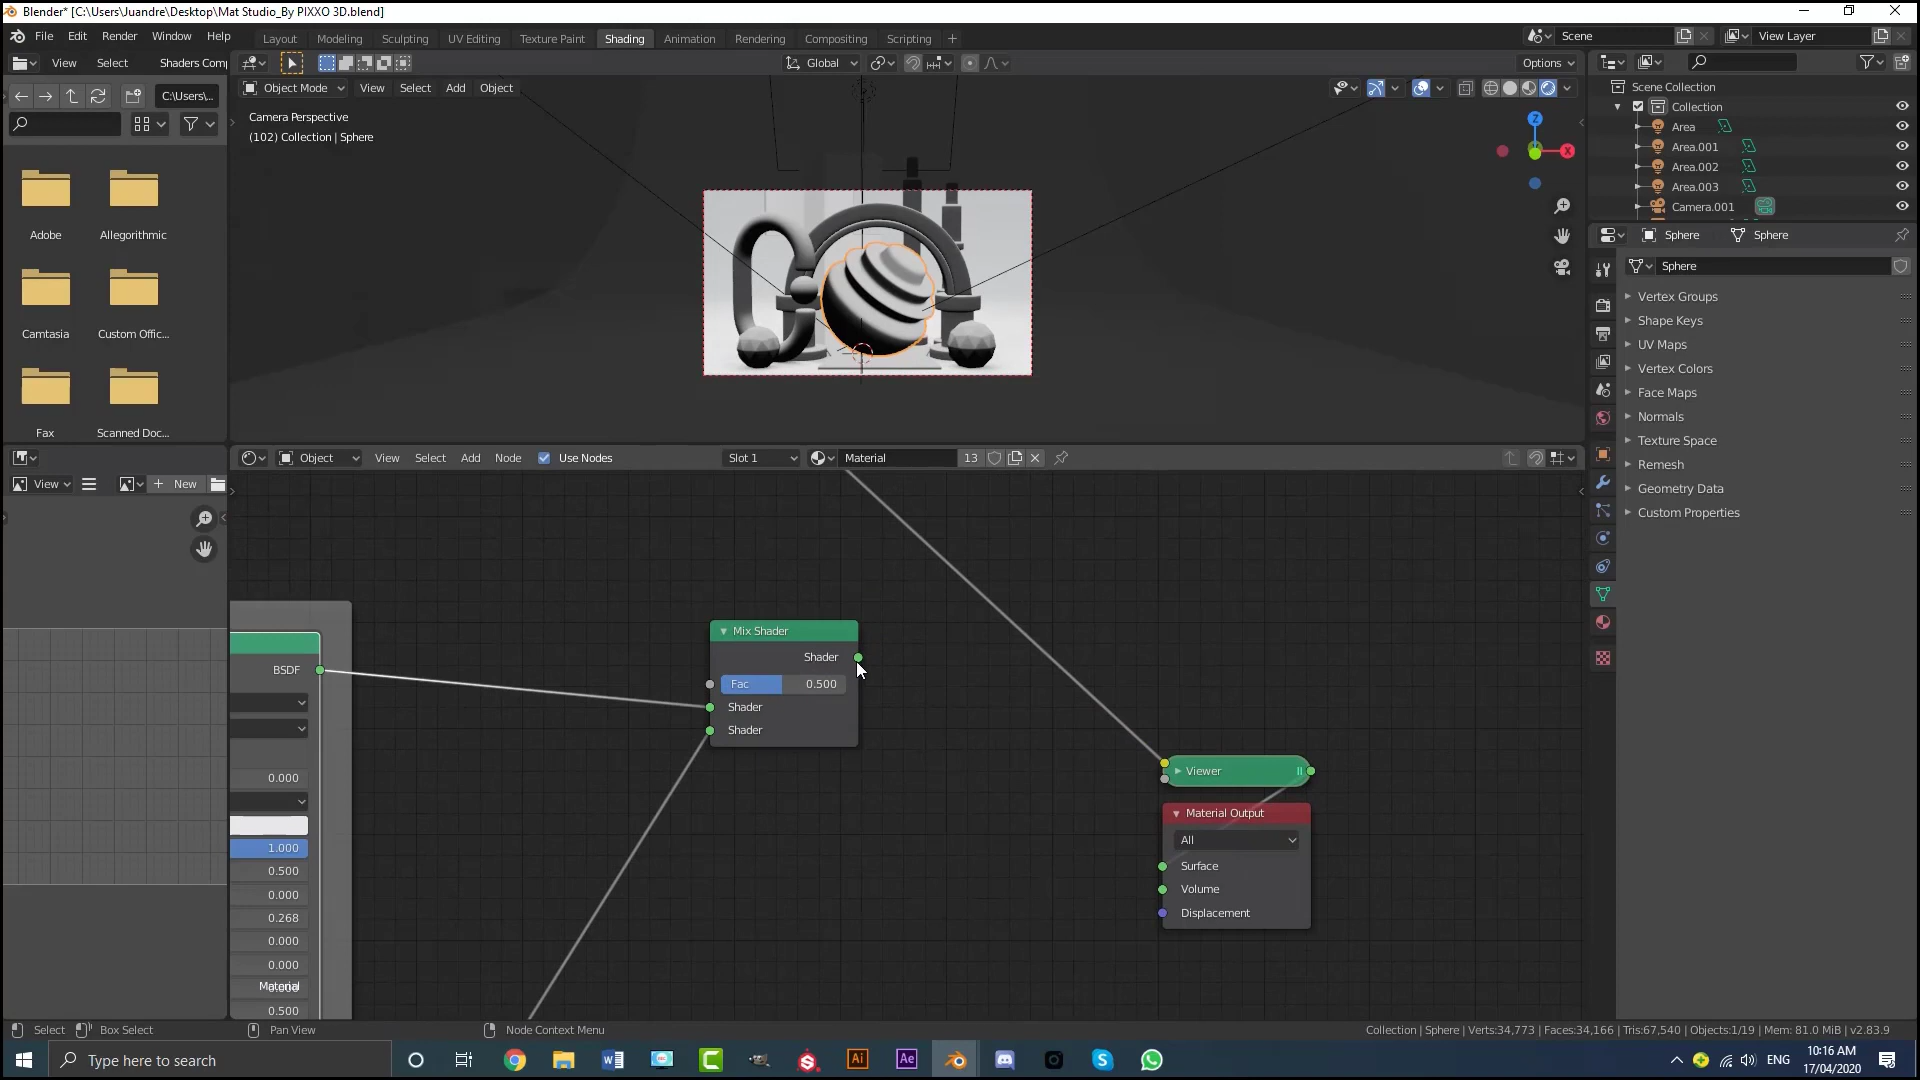 Blender* [C:\Users\Juandre\Desktop\Mat Studio_By PIXXO 3D.blend]
File Edit Render Window Help
Layout Modeling Sculpting UV Editing Texture Paint Shading Animation Rendering Compositing Scripting +
Scene
View Layer
View Select Shaders Comp
Global
Options
C:\Users\..
Object Mode View Select Add Object
Camera Perspective
(102) Collection | Sphere
Z
X
Adobe
Allegorithmic
Camtasia
Custom Offic...
Fax
Scanned Doc...
Scene Collection
Collection
Area
Area.001
Area.002
Area.003
Camera.001
Sphere Sphere
Sphere
Vertex Groups
Shape Keys
UV Maps
Vertex Colors
Face Maps
Normals
Texture Space
Remesh
Geometry Data
Custom Properties
View New
Object View Select Add Node Use Nodes Slot 1 Material 13
BSDF
0.000
1.000
0.500
0.000
0.268
0.000
0.000
Material
0.500
Mix Shader
Shader
Fac 0.500
Shader
Shader
Viewer
Material Output
All
Surface
Volume
Displacement
Select Box Select Pan View Node Context Menu
Collection | Sphere | Verts:34,773 | Faces:34,166 | Tris:67,540 | Objects:1/19 | Mem: 81.0 MiB | v2.83.9
Type here to search
ENG
10:16 AM
17/04/2020